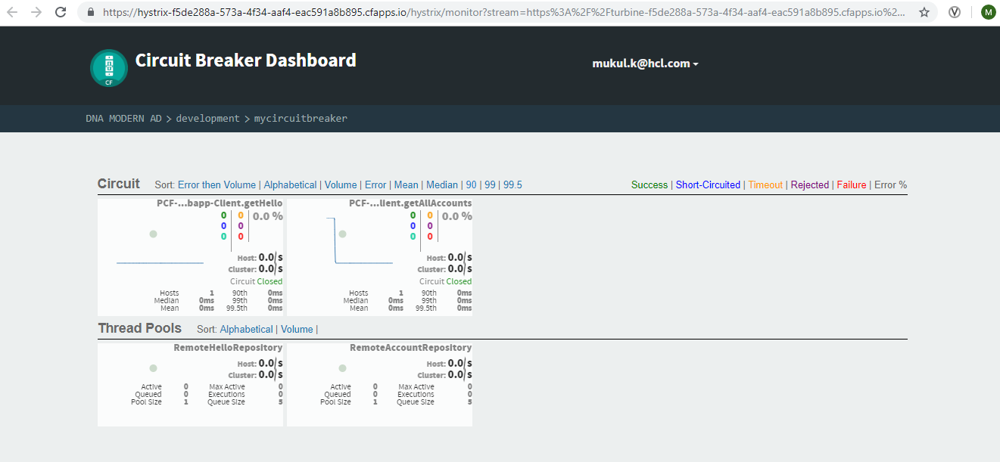 https://hystrix-f5de288a-573a-4f34-aaf4-eac591a8b895.cfapps.io/hystrix/monitor?stream=https%3A%2F%2Fturbine-f5de288a-573a-4f34-aaf4-eac591a8b895.cfapps.io%2... V M
CF Circuit Breaker Dashboard mukul.k@hcl.com
DNA MODERN AD > development > mycircuitbreaker
Circuit Sort: Error then Volume | Alphabetical | Volume | Error | Mean | Median | 90 | 99 | 99.5 Success | Short-Circuited | Timeout | Rejected | Failure | Error %
PCF-...bapp-Client.getHello PCF-...lient.getAllAccounts
0 0 0.0 % 0 0 0.0 %
0 0 0 0
0 0 0 0
Host: 0.0/s Host: 0.0/s
Cluster: 0.0/s Cluster: 0.0/s
Circuit Closed Circuit Closed
Hosts 1 90th 0ms Hosts 1 90th 0ms
Median 0ms 99th 0ms Median 0ms 99th 0ms
Mean 0ms 99.5th 0ms Mean 0ms 99.5th 0ms
Thread Pools Sort: Alphabetical | Volume |
RemoteHelloRepository RemoteAccountRepository
Host: 0.0/s Host: 0.0/s
Cluster: 0.0/s Cluster: 0.0/s
Active 0 Max Active 0 Active 0 Max Active 0
Queued 0 Executions 0 Queued 0 Executions 0
Pool Size 1 Queue Size 5 Pool Size 1 Queue Size 5